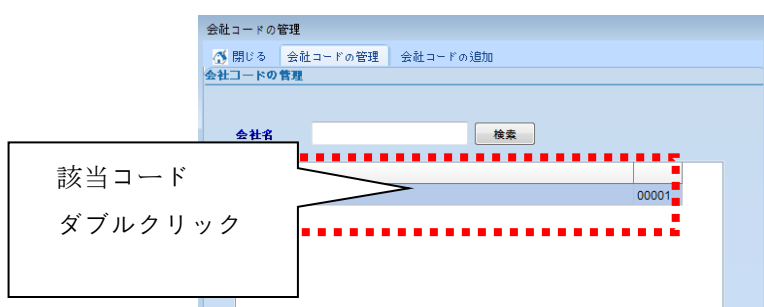 会社コードの管理
閉じる 会社コードの管理 会社コードの追加
会社コードの管理
会社名 検索
00001
該当コード
ダブルクリック